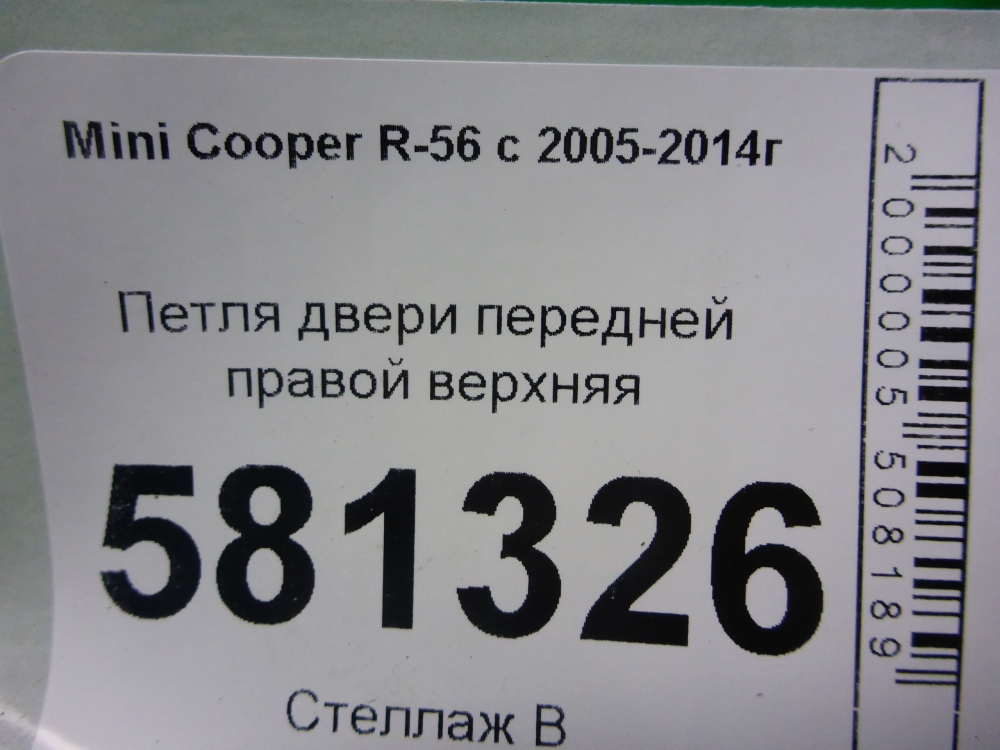 Mini Cooper R-56 с 2005-2014г
Петля двери передней
правой верхняя
581326
Стеллаж В
2000005508189